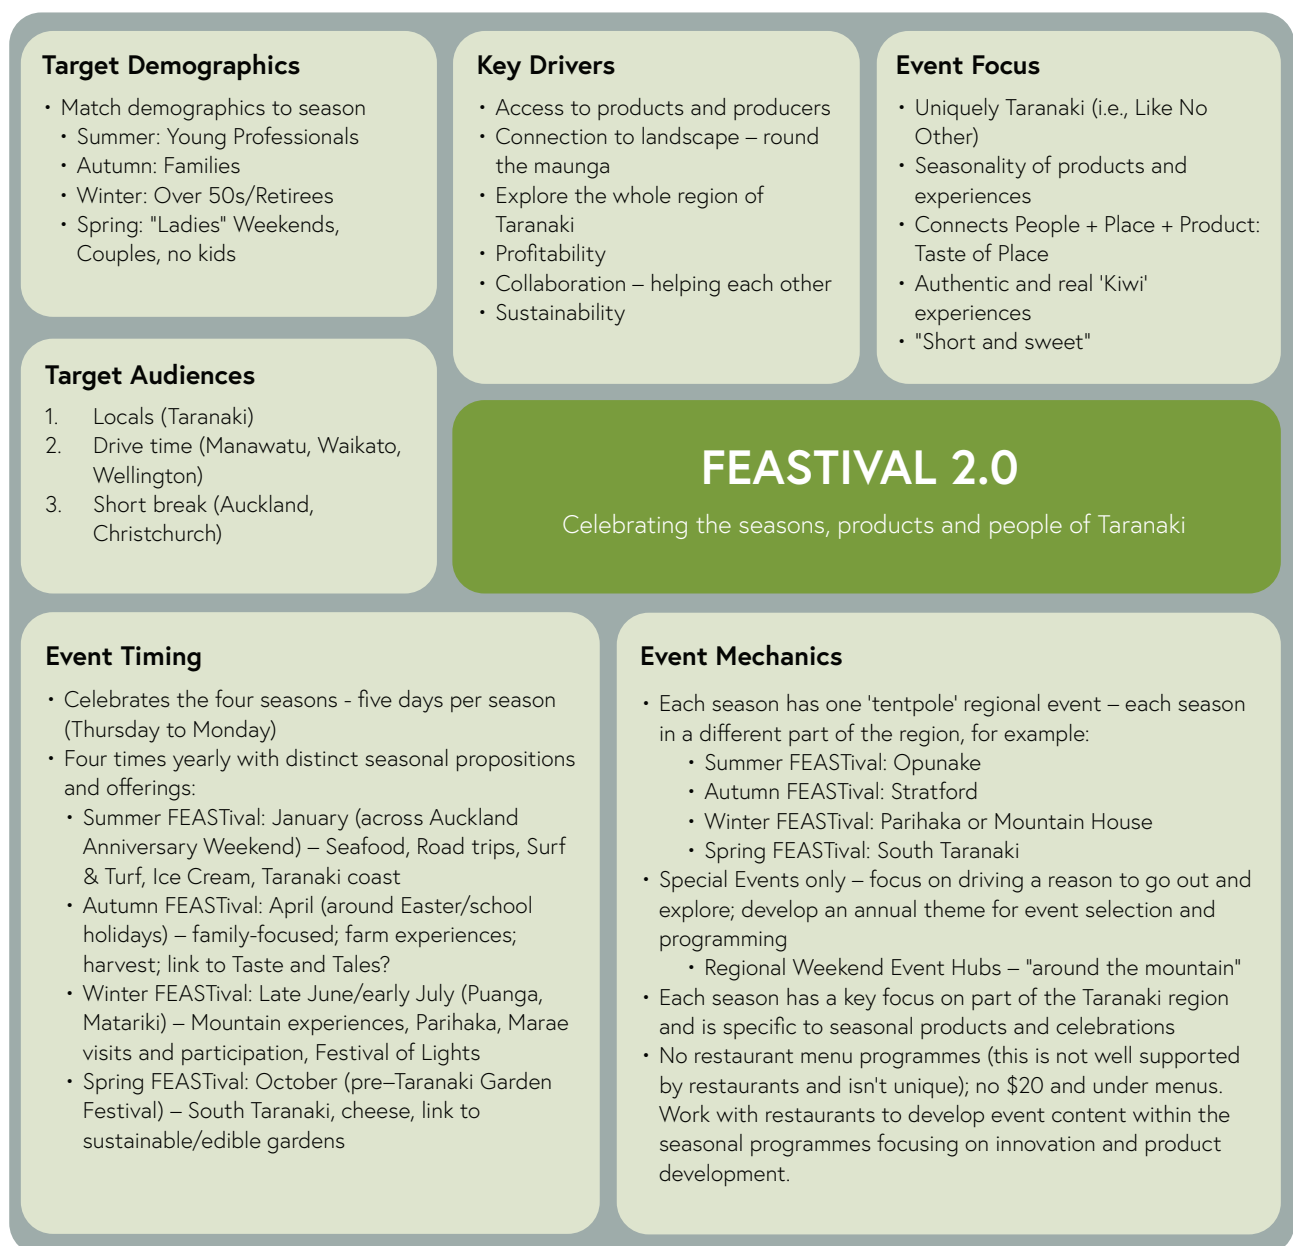 Target Demographics
• Match demographics to season
• Summer: Young Professionals
• Autumn: Families
• Winter: Over 50s/Retirees
• Spring: "Ladies" Weekends,
Couples, no kids
Key Drivers
• Access to products and producers
• Connection to landscape – round
the maunga
• Explore the whole region of
Taranaki
• Profitability
• Collaboration – helping each other
• Sustainability
Event Focus
• Uniquely Taranaki (i.e., Like No
Other)
• Seasonality of products and
experiences
• Connects People + Place + Product:
Taste of Place
• Authentic and real 'Kiwi'
experiences
• "Short and sweet"
Target Audiences
1. Locals (Taranaki)
2. Drive time (Manawatu, Waikato,
Wellington)
3. Short break (Auckland,
Christchurch)
FEASTIVAL 2.0
Celebrating the seasons, products and people of Taranaki
Event Timing
• Celebrates the four seasons - five days per season
(Thursday to Monday)
• Four times yearly with distinct seasonal propositions
and offerings:
• Summer FEASTival: January (across Auckland
Anniversary Weekend) – Seafood, Road trips, Surf
& Turf, Ice Cream, Taranaki coast
• Autumn FEASTival: April (around Easter/school
holidays) – family-focused; farm experiences;
harvest; link to Taste and Tales?
• Winter FEASTival: Late June/early July (Puanga,
Matariki) – Mountain experiences, Parihaka, Marae
visits and participation, Festival of Lights
• Spring FEASTival: October (pre–Taranaki Garden
Festival) – South Taranaki, cheese, link to
sustainable/edible gardens
Event Mechanics
• Each season has one 'tentpole' regional event – each season
in a different part of the region, for example:
• Summer FEASTival: Opunake
• Autumn FEASTival: Stratford
• Winter FEASTival: Parihaka or Mountain House
• Spring FEASTival: South Taranaki
• Special Events only – focus on driving a reason to go out and
explore; develop an annual theme for event selection and
programming
• Regional Weekend Event Hubs – "around the mountain"
• Each season has a key focus on part of the Taranaki region
and is specific to seasonal products and celebrations
• No restaurant menu programmes (this is not well supported
by restaurants and isn't unique); no $20 and under menus.
Work with restaurants to develop event content within the
seasonal programmes focusing on innovation and product
development.